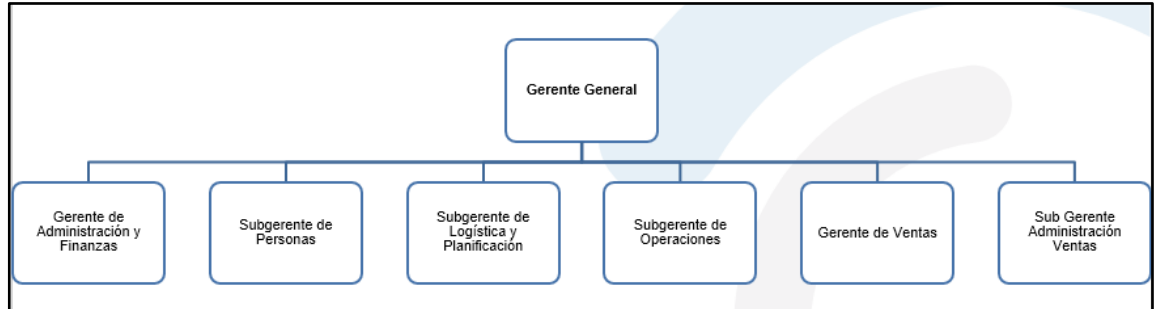 Gerente General
Gerente de
Administración y
Finanzas
Subgerente de
Personas
Subgerente de
Logística y
Planificación
Subgerente de
Operaciones
Gerente de Ventas
Sub Gerente
Administración
Ventas